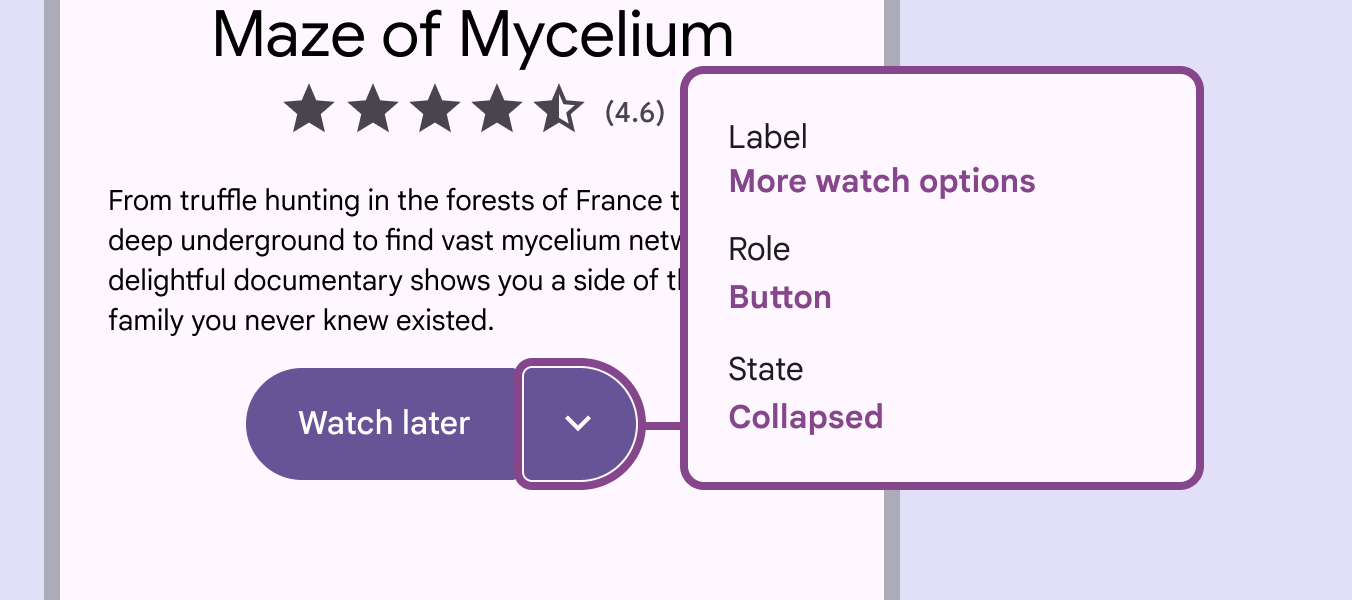 Maze of Mycelium
(4.6)
From truffle hunting in the forests of France
deep underground to find vast mycelium
delightful documentary shows you a side of
family you never knew existed.
Watch later
Label
More watch options
Role
Button
State
Collapsed